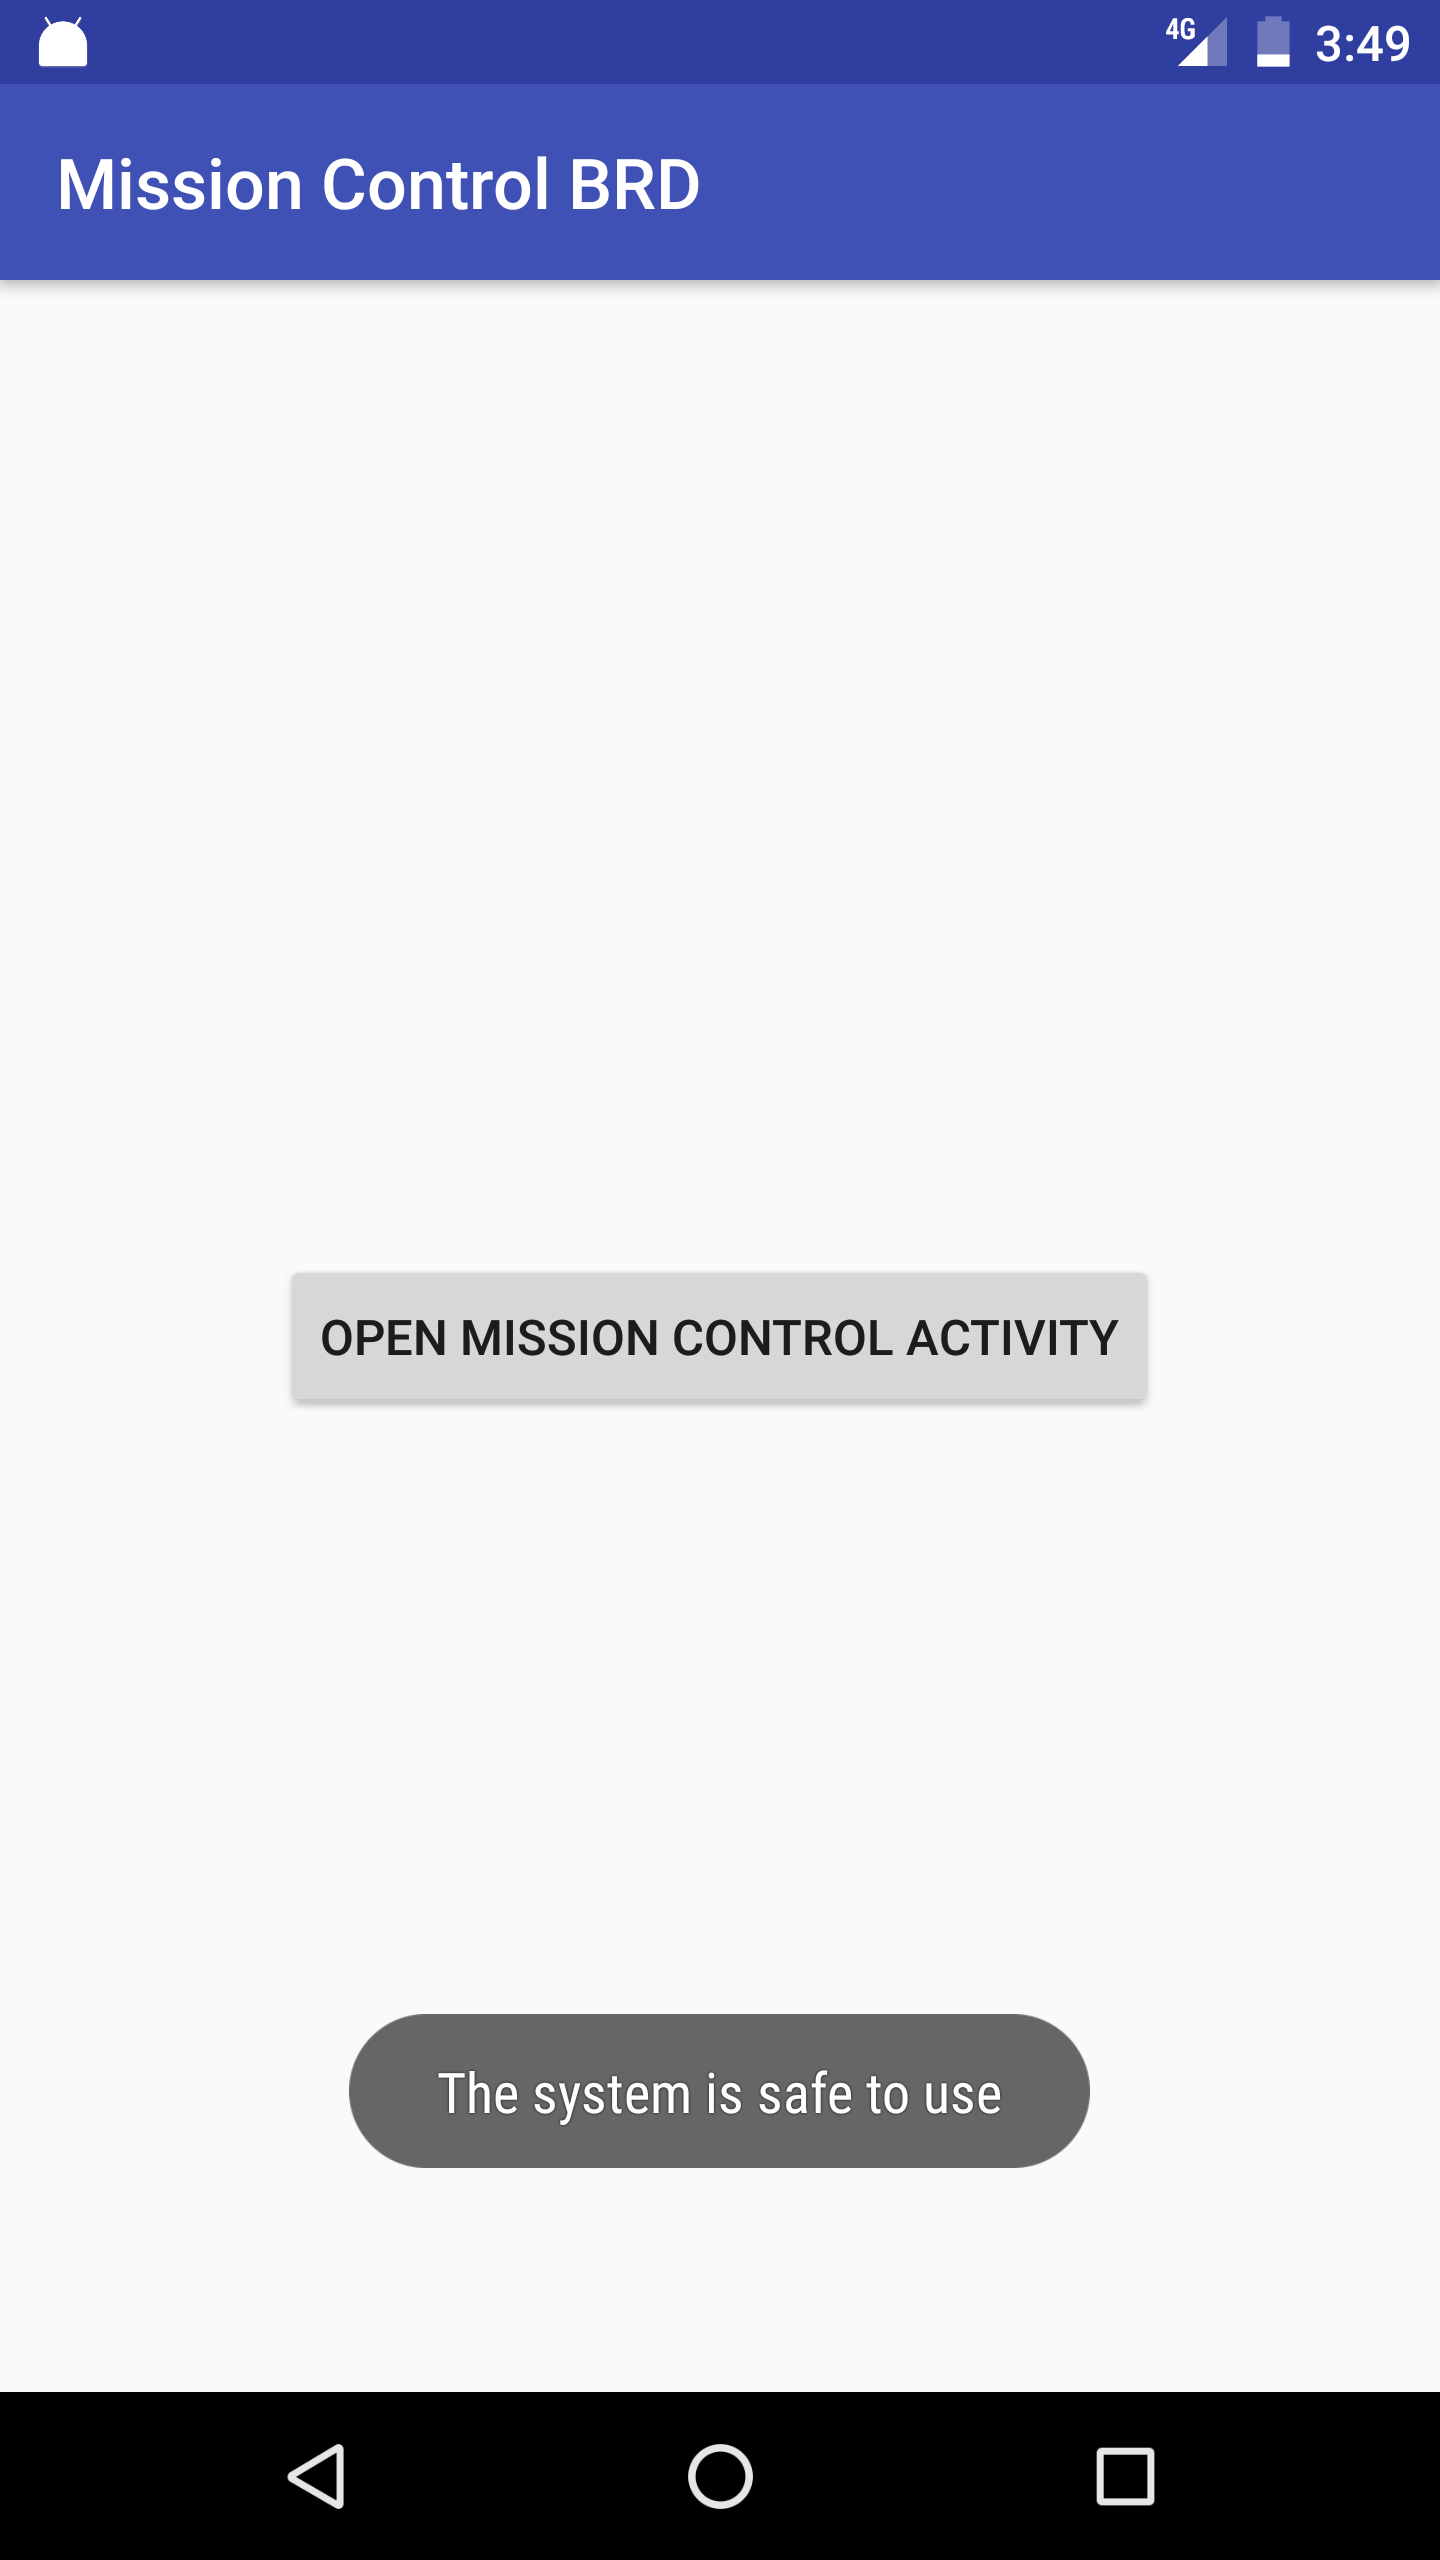 4G 3:49
Mission Control BRD
OPEN MISSION CONTROL ACTIVITY
The system is safe to use